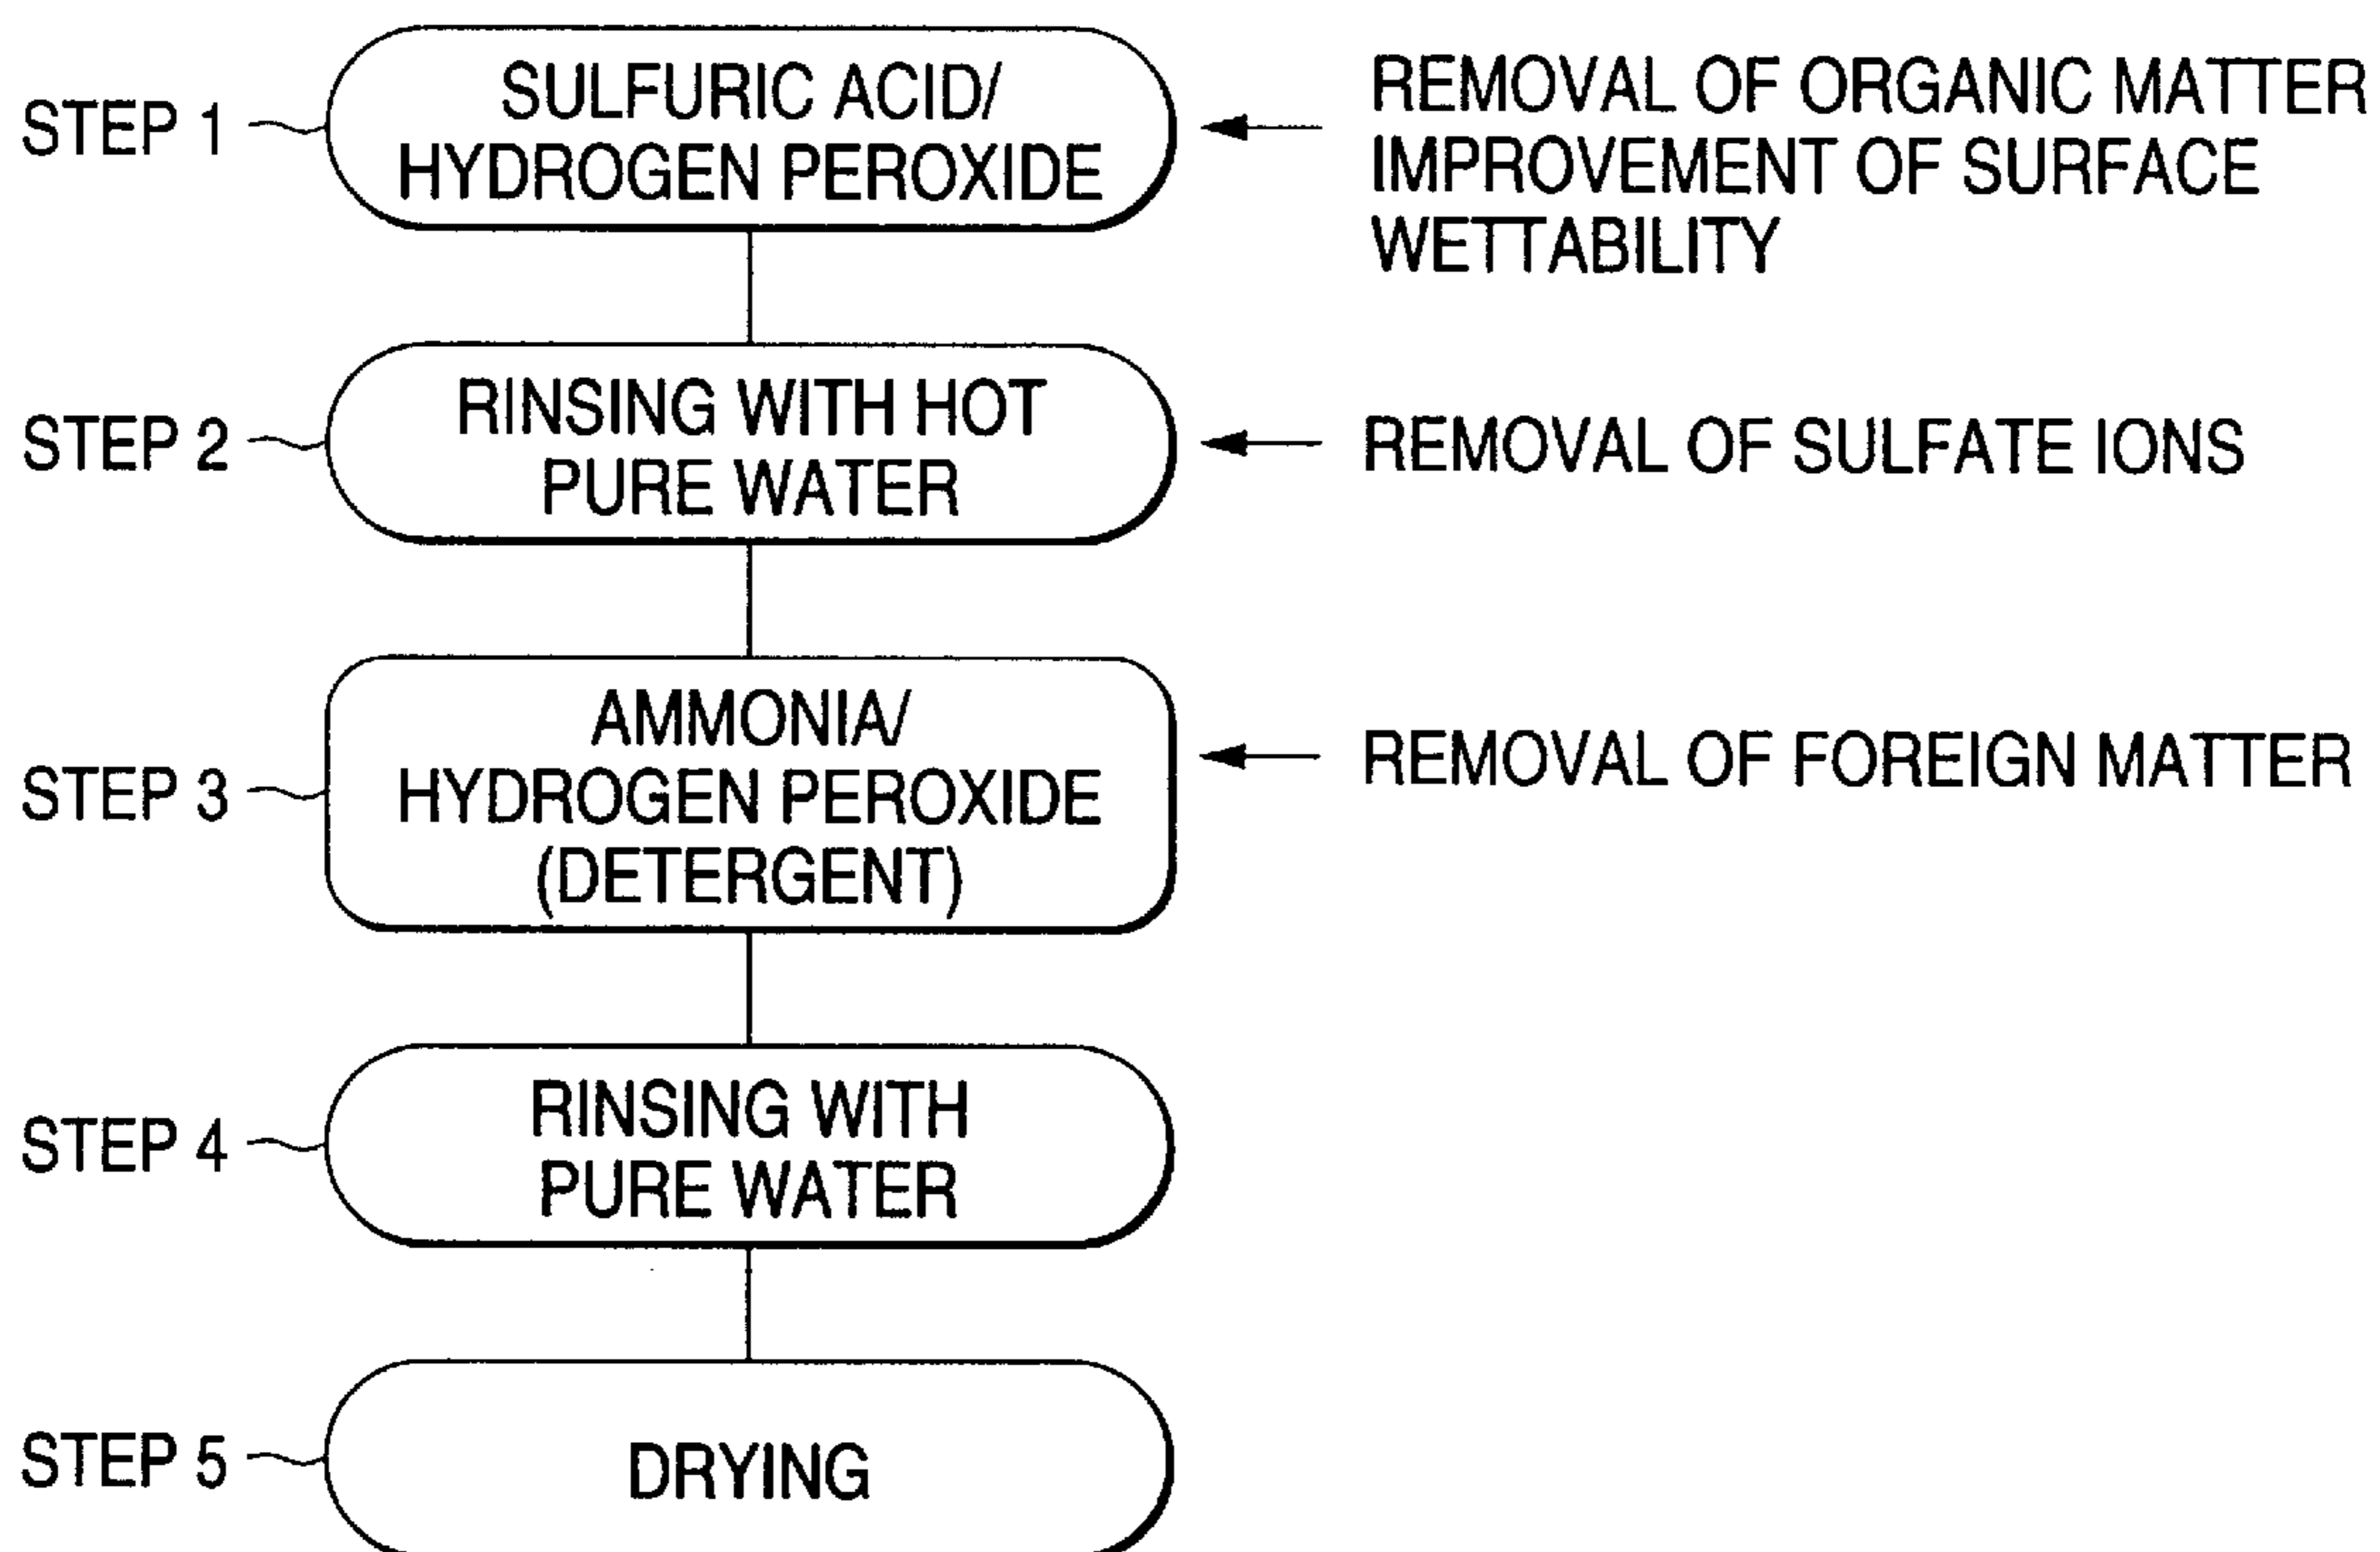 STEP 1
SULFURIC ACID/
HYDROGEN PEROXIDE
REMOVAL OF ORGANIC MATTER
IMPROVEMENT OF SURFACE
WETTABILITY
STEP 2
RINSING WITH HOT
PURE WATER
REMOVAL OF SULFATE IONS
STEP 3
AMMONIA/
HYDROGEN PEROXIDE
(DETERGENT)
REMOVAL OF FOREIGN MATTER
STEP 4
RINSING WITH
PURE WATER
STEP 5
DRYING